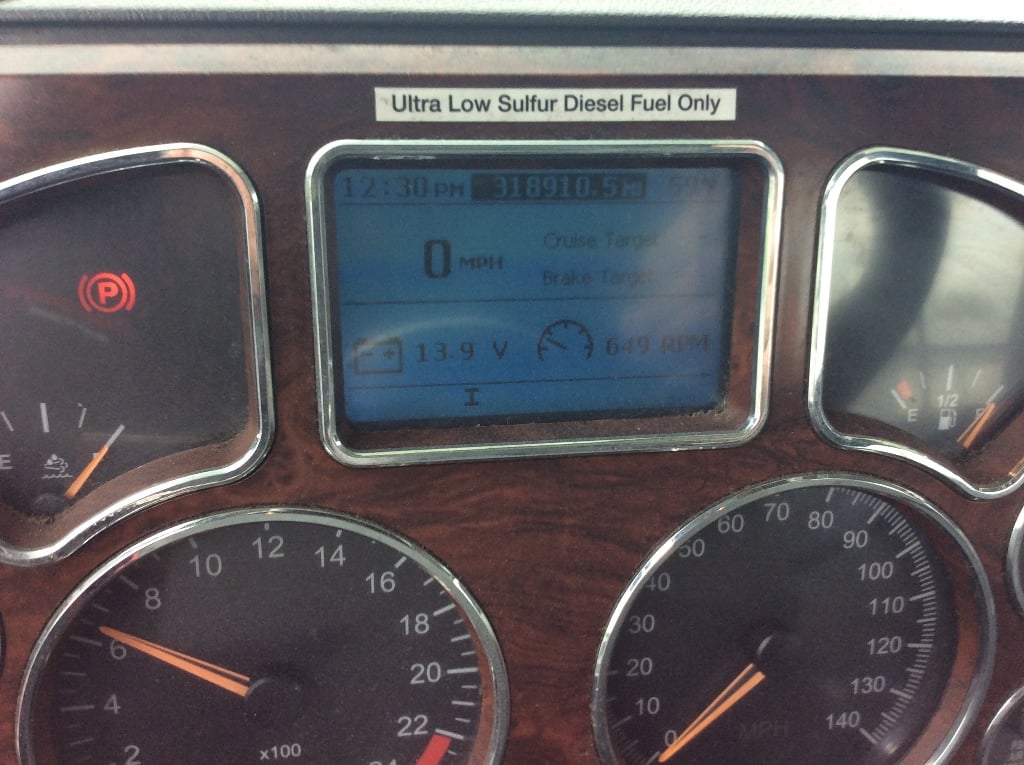 Ultra Low Sulfur Diesel Fuel Only
12:30 PM 318910.5 MI
0 MPH
Cruise Target
Brake Target
13.9 V 649 RPM
I
P
E
E 1/2
2
4
6
8
10
12
14
16
18
20
22
x100
0
10
20
30
40
50
60
70
80
90
100
110
120
130
140
MPH